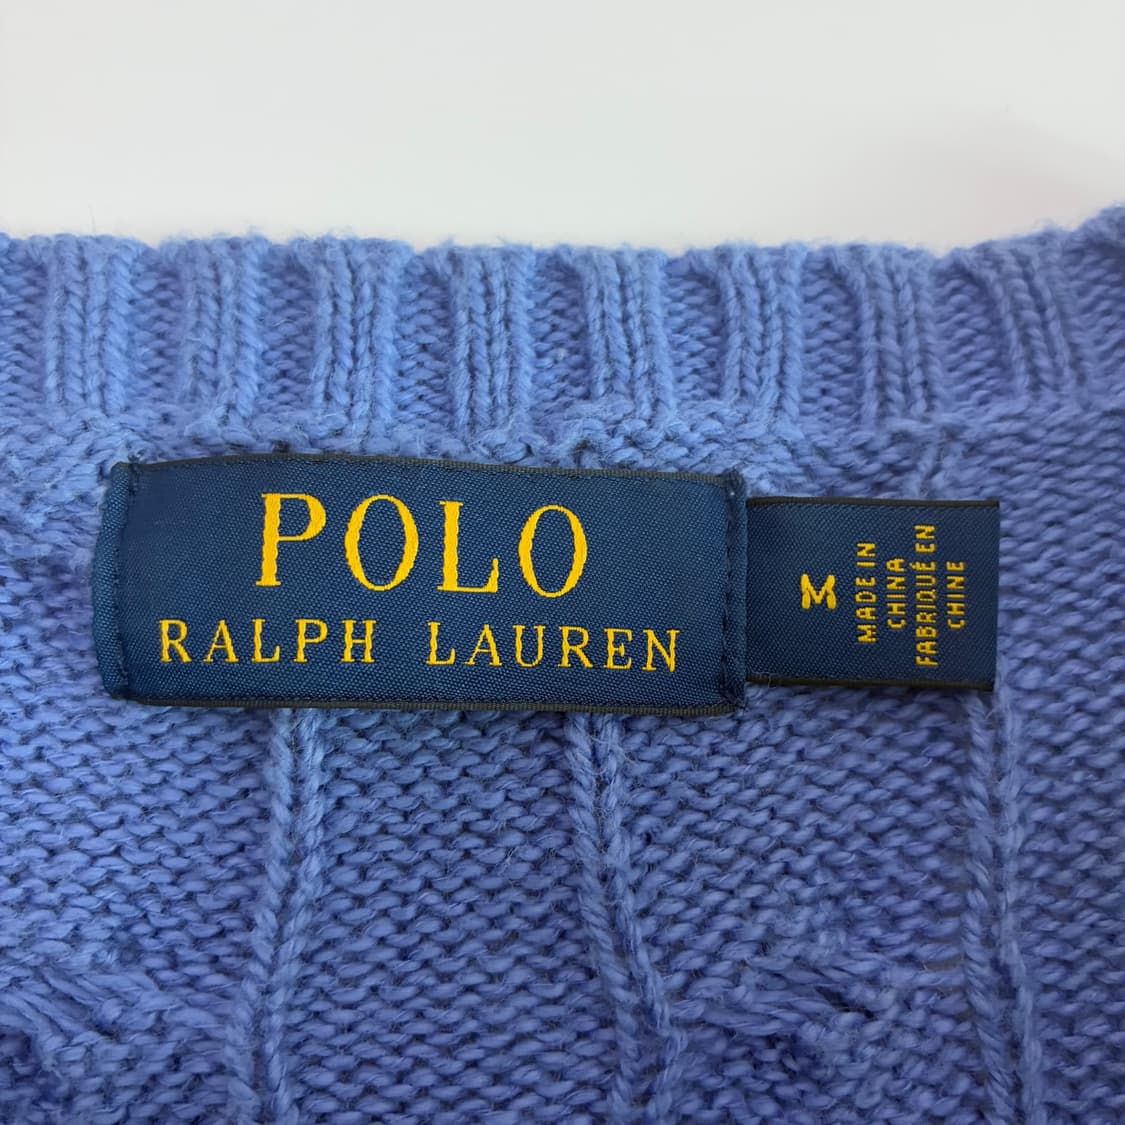 POLO
RALPH LAUREN
M
MADE IN
CHINA
FABRIQUÉ EN
CHINE